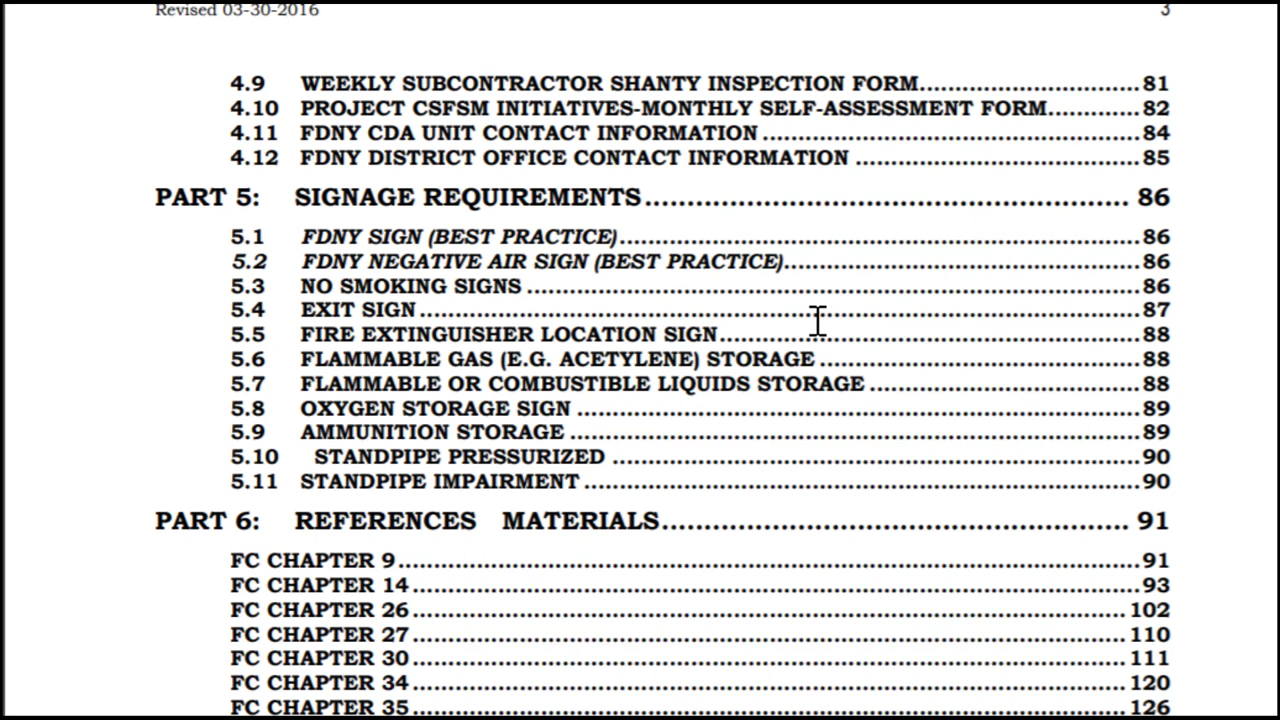 Revised 03-30-2016 3
4.9 WEEKLY SUBCONTRACTOR SHANTY INSPECTION FORM...............................81
4.10 PROJECT CSFSM INITIATIVES-MONTHLY SELF-ASSESSMENT FORM.............82
4.11 FDNY CDA UNIT CONTACT INFORMATION......................................................84
4.12 FDNY DISTRICT OFFICE CONTACT INFORMATION........................................85
PART 5: SIGNAGE REQUIREMENTS......................................................... 86
5.1 FDNY SIGN (BEST PRACTICE)..........................................................................86
5.2 FDNY NEGATIVE AIR SIGN (BEST PRACTICE)...................................................86
5.3 NO SMOKING SIGNS.......................................................................................86
5.4 EXIT SIGN......................................................................................................87
5.5 FIRE EXTINGUISHER LOCATION SIGN............................................................88
5.6 FLAMMABLE GAS (E.G. ACETYLENE) STORAGE..............................................88
5.7 FLAMMABLE OR COMBUSTIBLE LIQUIDS STORAGE.......................................88
5.8 OXYGEN STORAGE SIGN................................................................................89
5.9 AMMUNITION STORAGE.................................................................................89
5.10 STANDPIPE PRESSURIZED...........................................................................90
5.11 STANDPIPE IMPAIRMENT...............................................................................90
PART 6: REFERENCES MATERIALS....................................................... 91
FC CHAPTER 9.........................................................................................................91
FC CHAPTER 14.......................................................................................................93
FC CHAPTER 26.....................................................................................................102
FC CHAPTER 27.....................................................................................................110
FC CHAPTER 30.....................................................................................................111
FC CHAPTER 34.....................................................................................................120
FC CHAPTER 35.....................................................................................................126